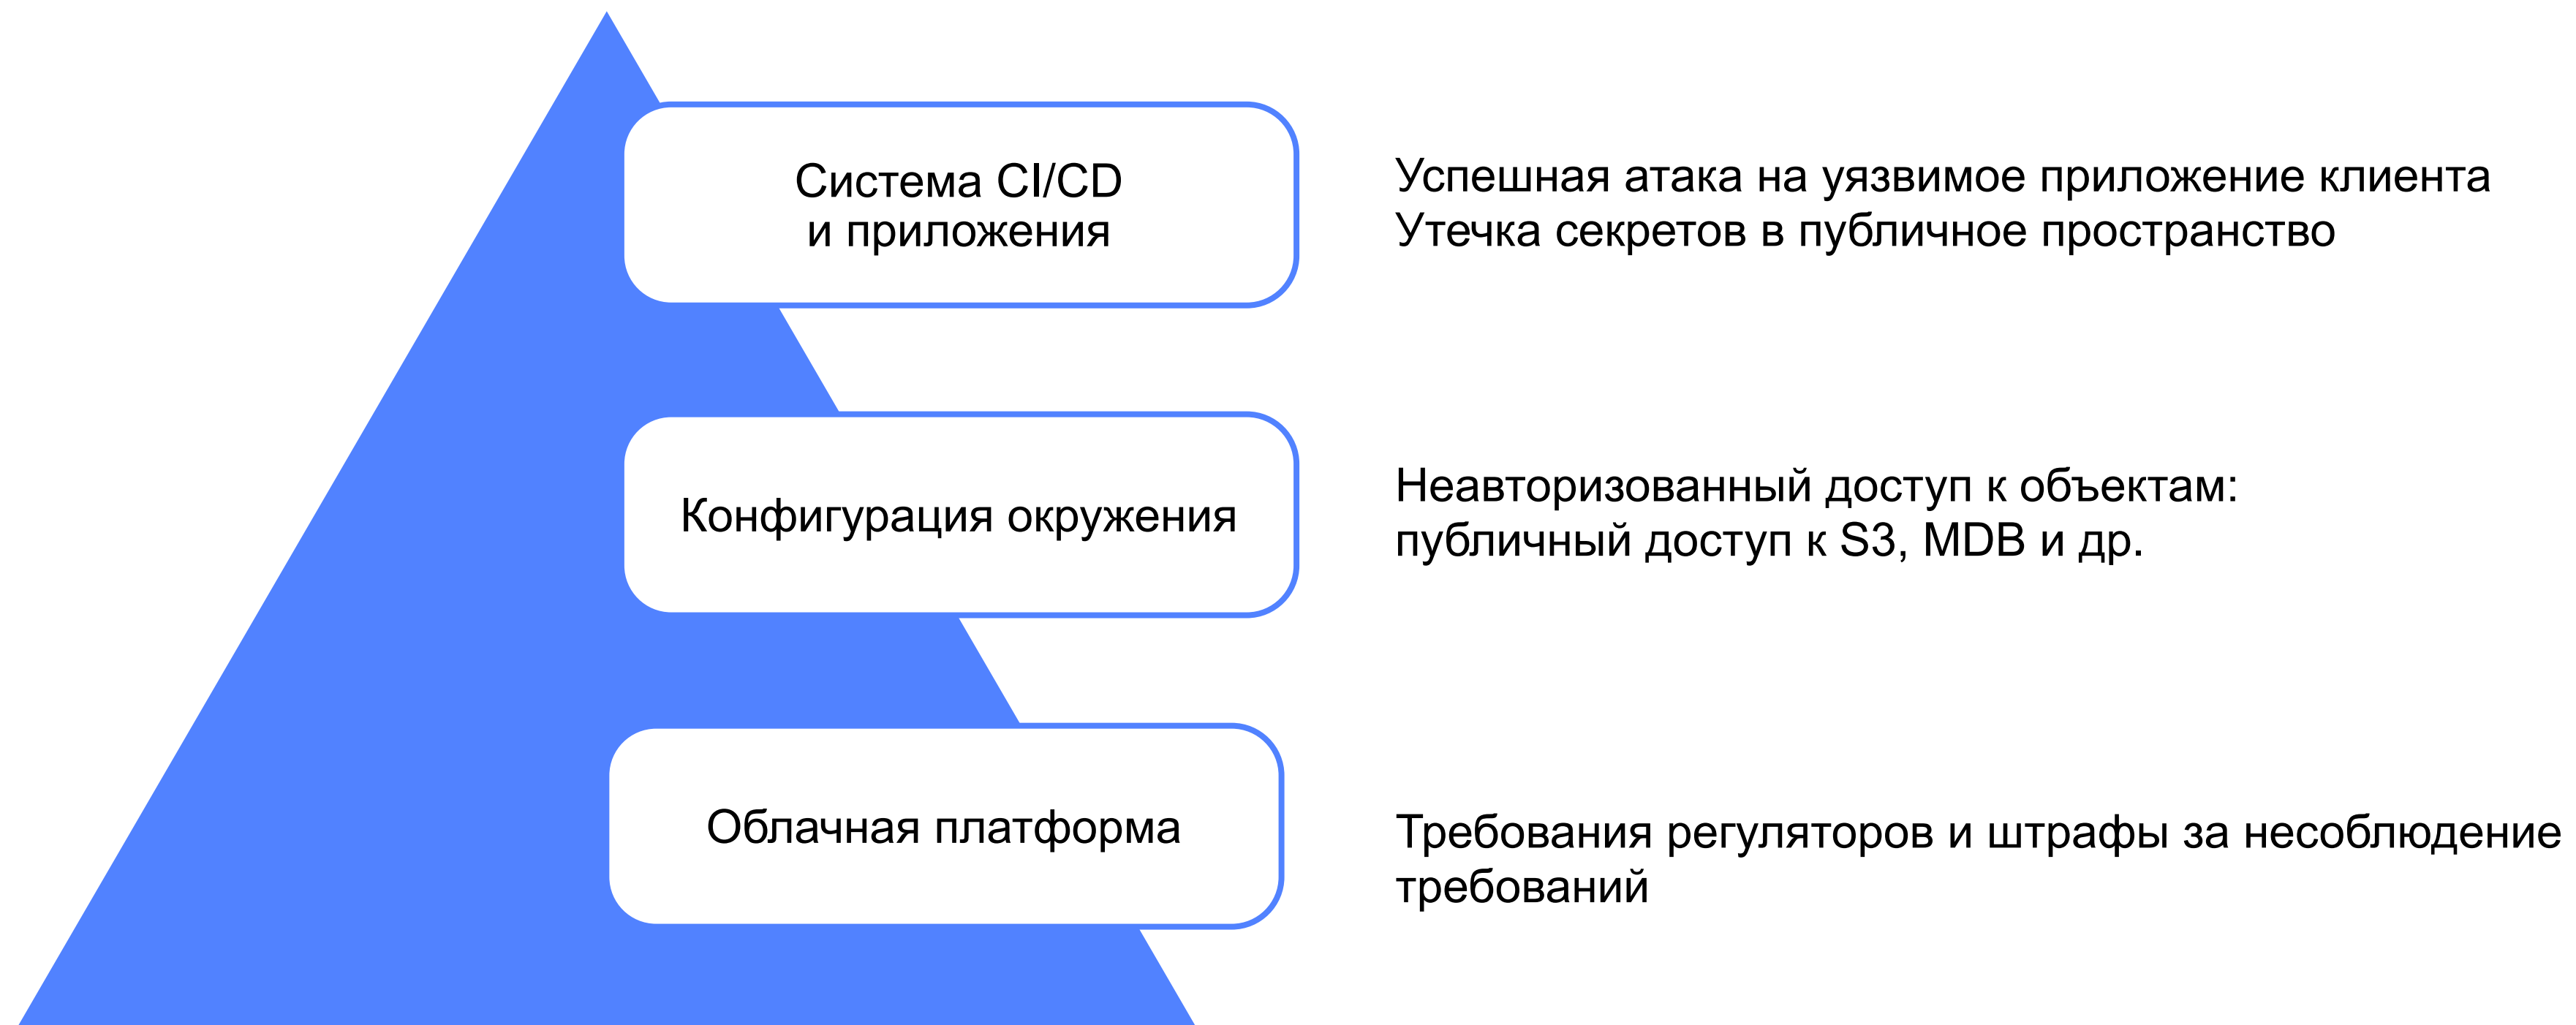 Система CI/CD
и приложения
Успешная атака на уязвимое приложение клиента
Утечка секретов в публичное пространство
Конфигурация окружения
Неавторизованный доступ к объектам:
публичный доступ к S3, MDB и др.
Облачная платформа
Требования регуляторов и штрафы за несоблюдение
требований